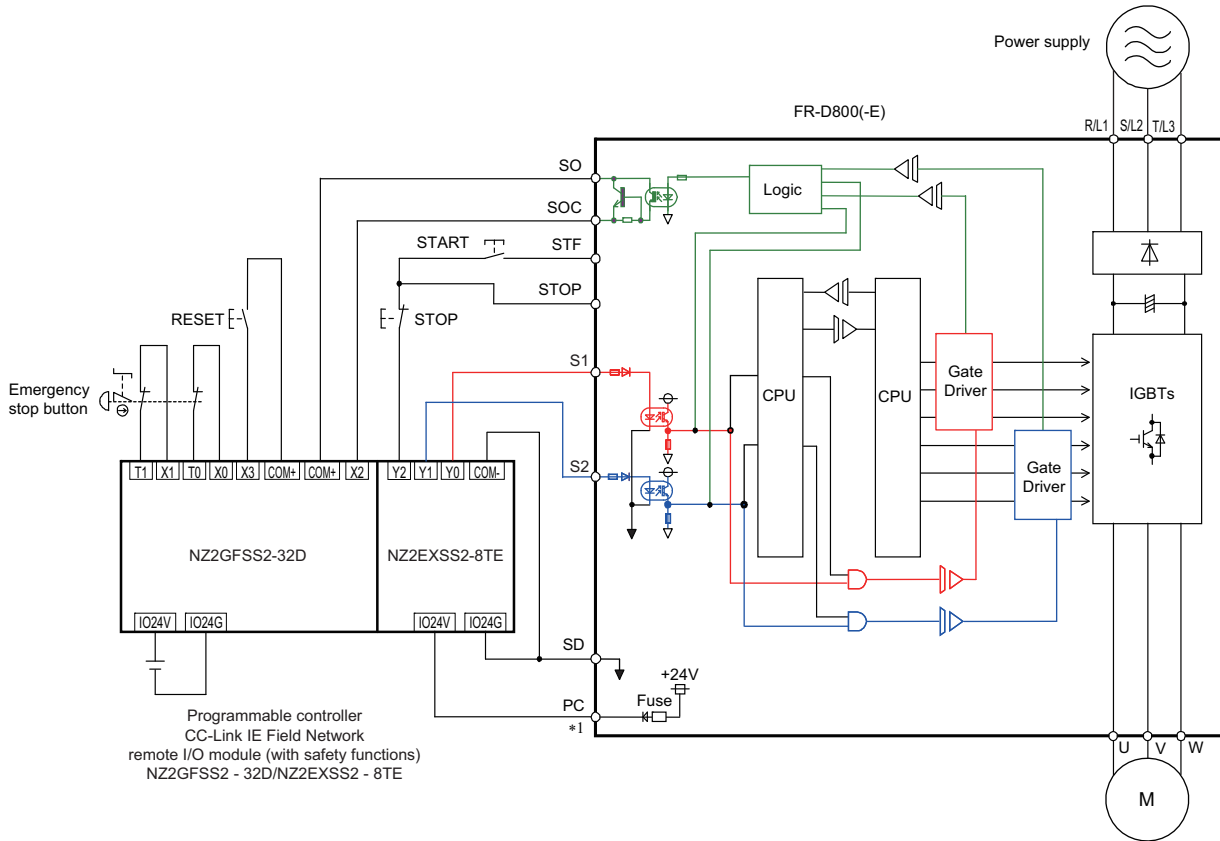 Power supply
FR-D800(-E)
R/L1 S/L2 T/L3
SO
SOC
START
STF
STOP
RESET
STOP
Logic
S1
Emergency
stop button
CPU
CPU
Gate
Driver
IGBTs
S2
Gate
Driver
T1 X1 T0 X0 X3 COM+ COM+ X2 Y2 Y1 Y0 COM-
NZ2GFSS2-32D
NZ2EXSS2-8TE
IO24V IO24G IO24V IO24G
SD
+24V
Fuse
PC
*1
Programmable controller
CC-Link IE Field Network
remote I/O module (with safety functions)
NZ2GFSS2 - 32D/NZ2EXSS2 - 8TE
U V W
M